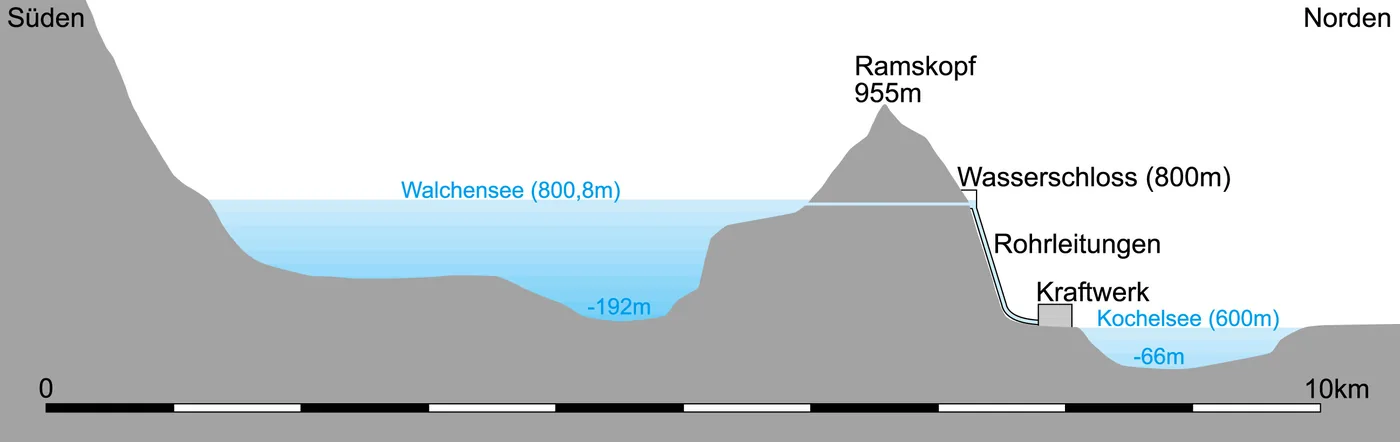 Süden
Norden
Ramskopf
955m
Walchensee (800,8m)
Wasserschloss (800m)
Rohrleitungen
Kraftwerk
-192m
Kochelsee (600m)
-66m
0
10km